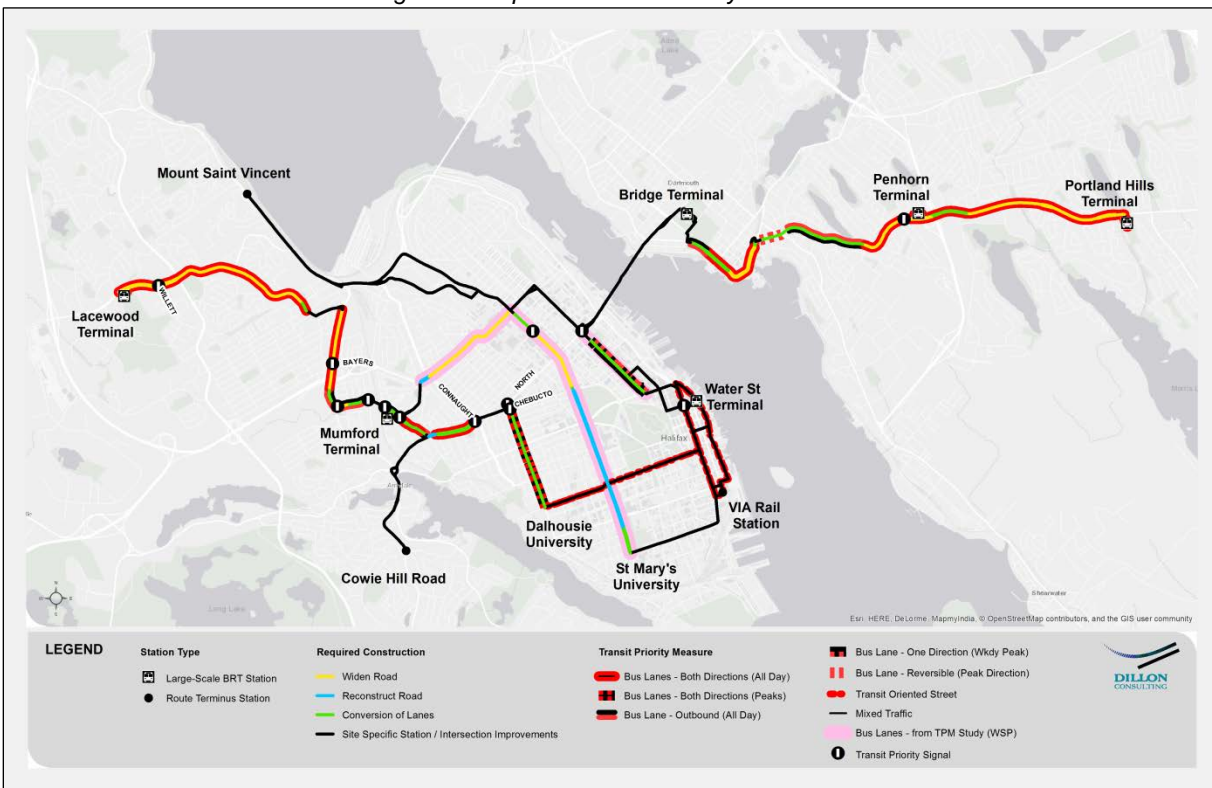 Mount Saint Vincent
Dartmouth
Bridge Terminal
Penhorn
Terminal
Portland Hills
Terminal
WILLETT
Lacewood
Terminal
BAYERS
CONNAUGHT
NORTH
CHEBUCTO
Water St
Terminal
Mumford
Terminal
Halifax
VIA Rail
Station
Dalhousie
University
St Mary's
University
Cowie Hill Road
Long Lake
Shearwater
Esri, HERE, DeLorme, MapmyIndia, © OpenStreetMap contributors, and the GIS user community
LEGEND
Station Type
Large-Scale BRT Station
Route Terminus Station
Required Construction
Widen Road
Reconstruct Road
Conversion of Lanes
Site Specific Station / Intersection Improvements
Transit Priority Measure
Bus Lanes - Both Directions (All Day)
Bus Lanes - Both Directions (Peaks)
Bus Lane - Outbound (All Day)
Bus Lane - One Direction (Wkdy Peak)
Bus Lane - Reversible (Peak Direction)
Transit Oriented Street
Mixed Traffic
Bus Lanes - from TPM Study (WSP)
Transit Priority Signal
DILLON
CONSULTING